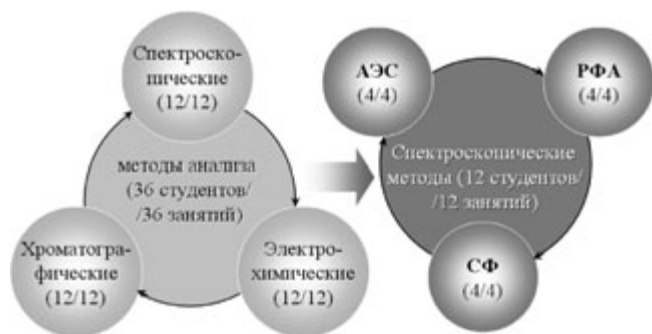 Спектроско-
пические
(12/12)
методы анализа
(36 студентов/
/36 занятий)
Хроматогра-
фические
(12/12)
Электро-
химические
(12/12)
АЭС
(4/4)
РФА
(4/4)
Спектроскопические
методы (12 студентов/
/12 занятий)
СФ
(4/4)